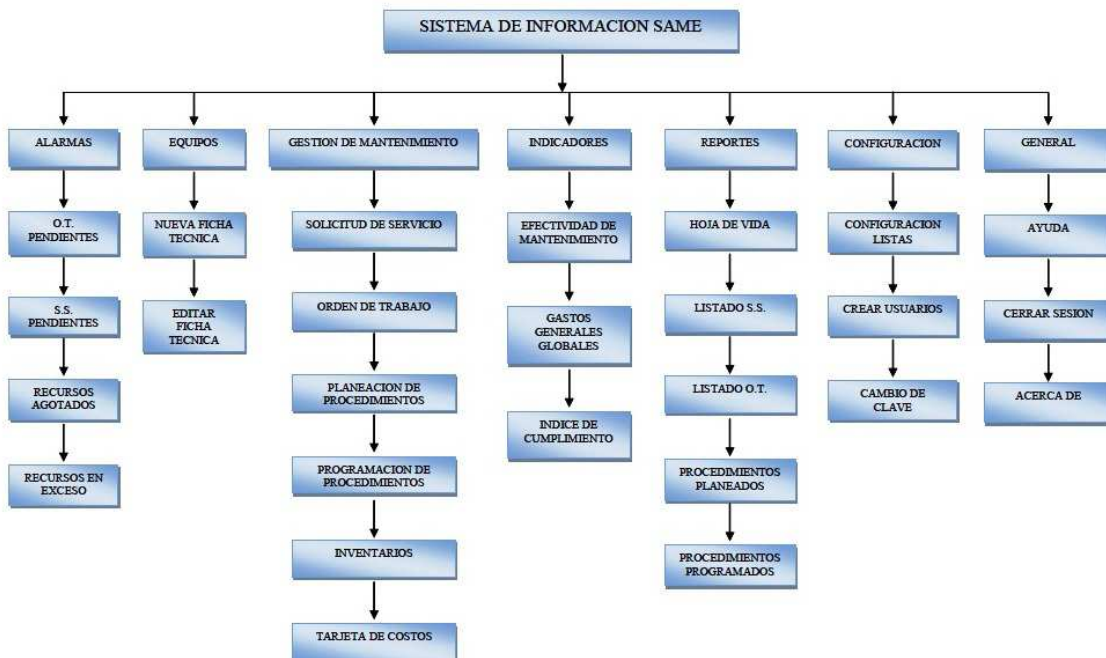 SISTEMA DE INFORMACION SAME
ALARMAS
O.T.
PENDIENTES
S.S.
PENDIENTES
RECURSOS
AGOTADOS
RECURSOS EN
EXCESO
EQUIPOS
NUEVA FICHA
TECNICA
EDITAR
FICHA
TECNICA
GESTION DE MANTENIMIENTO
SOLICITUD DE SERVICIO
ORDEN DE TRABAJO
PLANEACION DE
PROCEDIMIENTOS
PROGRAMACION DE
PROCEDIMIENTOS
INVENTARIOS
TARJETA DE COSTOS
INDICADORES
EFECTIVIDAD DE
MANTENIMIENTO
GASTOS
GENERALES
GLOBALES
INDICE DE
CUMPLIMIENTO
REPORTES
HOJA DE VIDA
LISTADO S.S.
LISTADO O.T.
PROCEDIMIENTOS
PLANEADOS
PROCEDIMIENTOS
PROGRAMADOS
CONFIGURACION
CONFIGURACION
LISTAS
CREAR USUARIOS
CAMBIO DE
CLAVE
GENERAL
AYUDA
CERRAR SESION
ACERCA DE